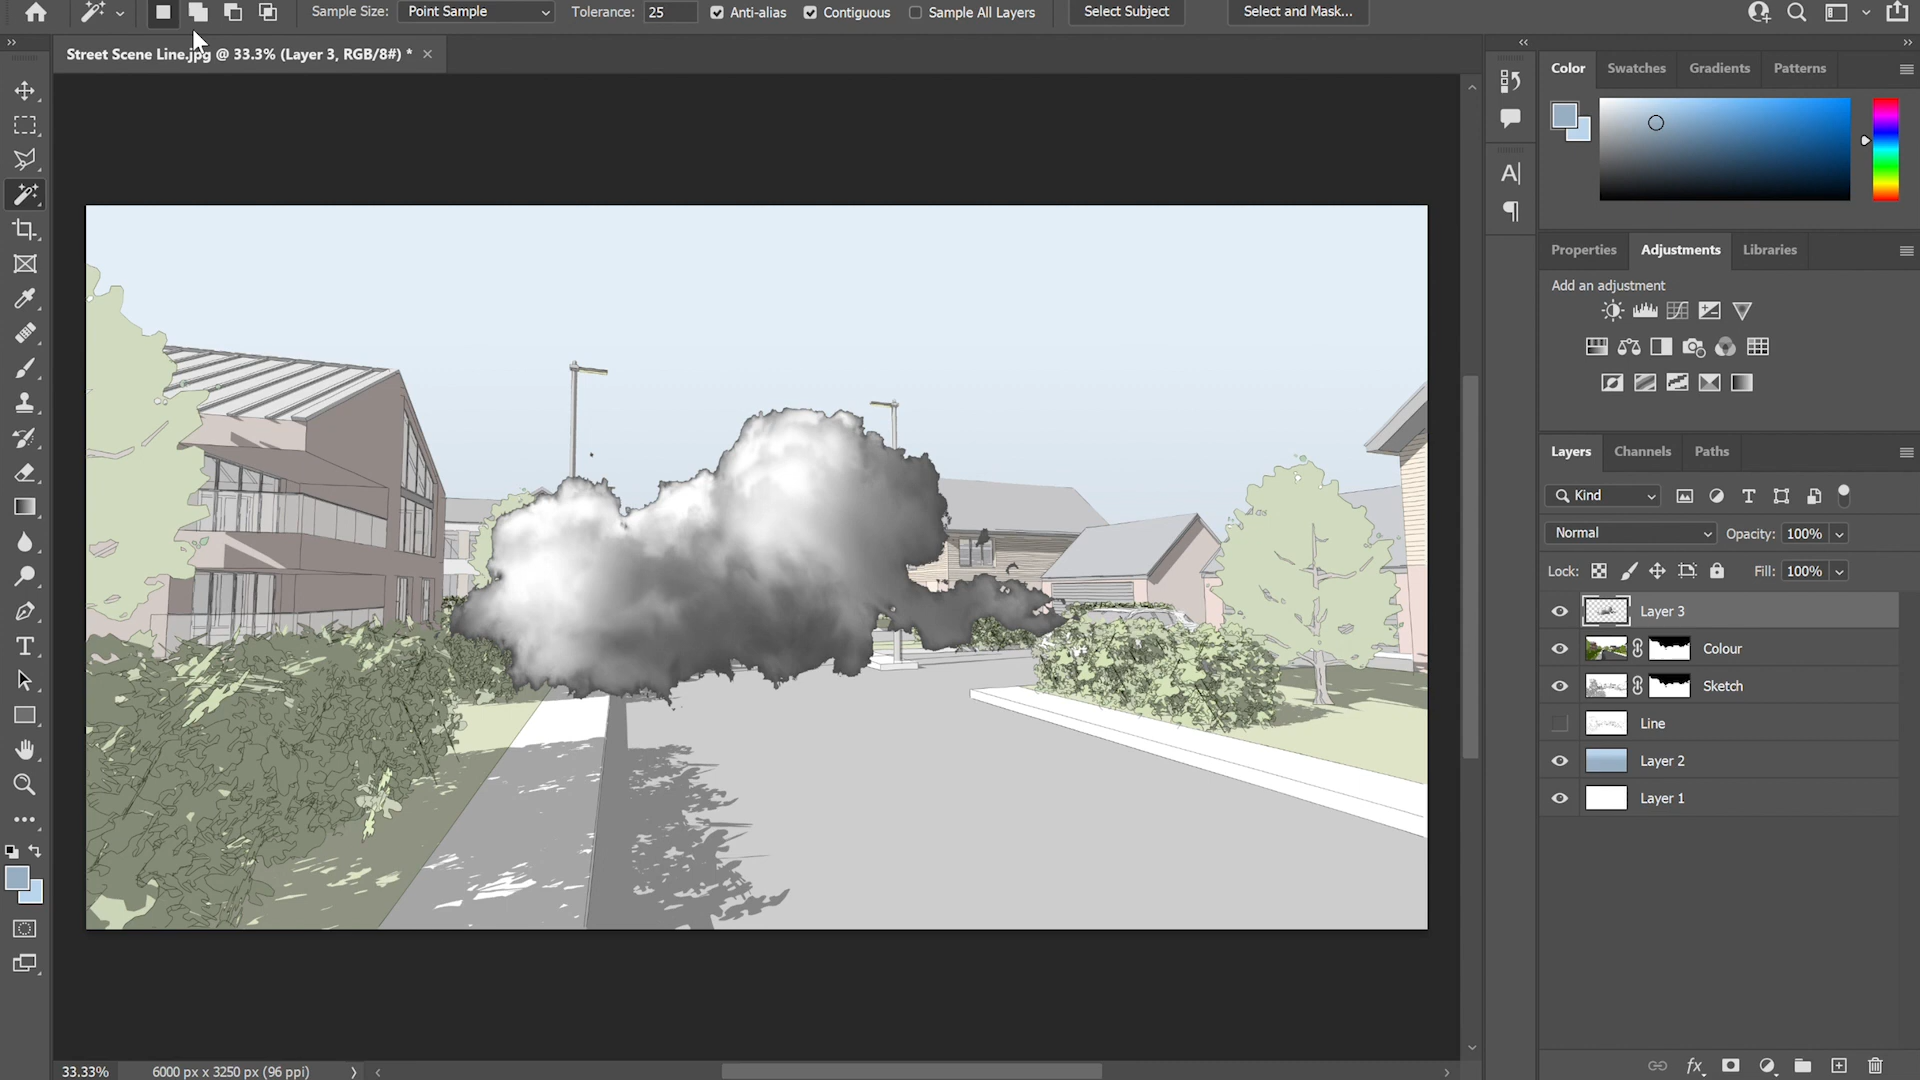 Sample Size: Point Sample Tolerance: 25 Anti-alias Contiguous Sample All Layers Select Subject Select and Mask...
Street Scene Line.jpg @ 33.3% (Layer 3, RGB/8#) *
Color Swatches Gradients Patterns
Properties Adjustments Libraries
Add an adjustment
Layers Channels Paths
Kind
Normal Opacity: 100%
Lock: Fill: 100%
Layer 3
Colour
Sketch
Line
Layer 2
Layer 1
33.33% 6000 px x 3250 px (96 ppi)